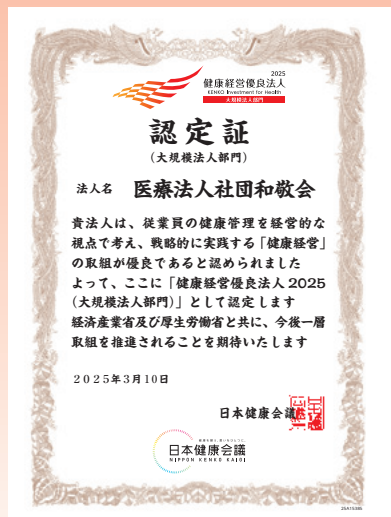 2025
健康経営優良法人
KENKO Investment for Health
大規模法人部門
認定証
(大規模法人部門)
法人名 医療法人社団和敬会
貴法人は、従業員の健康管理を経営的な
視点で考え、戦略的に実践する「健康経営」
の取組が優良であると認められました
よって、ここに「健康経営優良法人2025
(大規模法人部門)」として認定します
経済産業省及び厚生労働省と共に、今後一層
取組を推進されることを期待いたします
2025年3月10日
日本健康会議
日本健康会議
NIPPON KENKO KAIGI